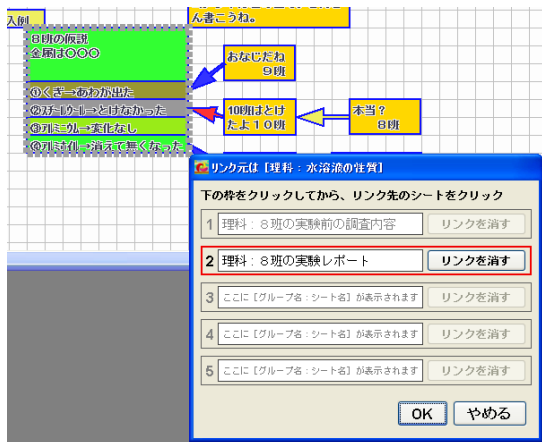 入例
ん書こうね。
8班の仮説
金属は〇〇〇
①くぎ→あわが出た
②スチールウール→とけなかった
③アルミニウム→変化なし
④アルミホイル→消えて無くなった
おなじだね
9班
10班はとけ
たよ10班
本当?
8班
リンク元は [理科:水溶液の性質]
下の枠をクリックしてから、リンク先のシートをクリック
1 理科:8班の実験前の調査内容 リンクを消す
2 理科:8班の実験レポート リンクを消す
3 ここに [グループ名:シート名] が表示されます リンクを消す
4 ここに [グループ名:シート名] が表示されます リンクを消す
5 ここに [グループ名:シート名] が表示されます リンクを消す
OK やめる